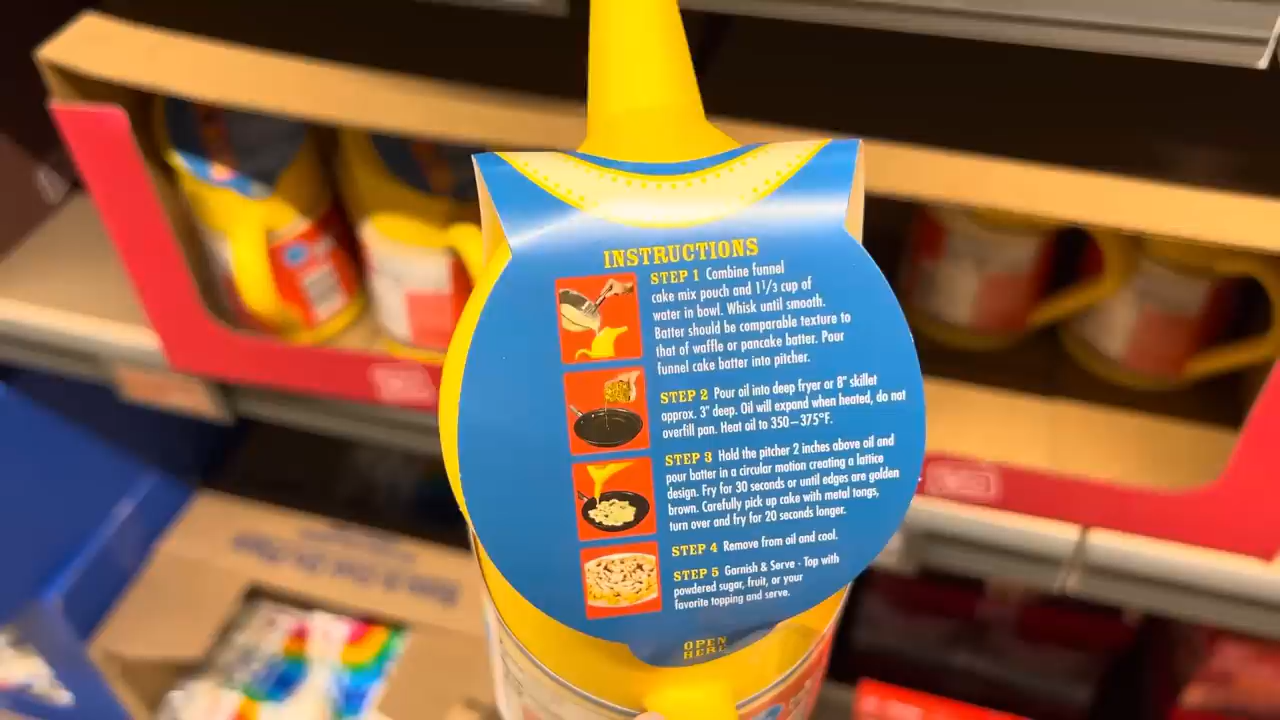 INSTRUCTIONS
STEP 1 Combine funnel
cake mix pouch and 1 1/3 cup of
water in bowl. Whisk until smooth.
Batter should be comparable texture to
that of waffle or pancake batter. Pour
funnel cake batter into pitcher.
STEP 2 Pour oil into deep fryer or 8" skillet
approx. 3" deep. Oil will expand when heated, do not
overfill pan. Heat oil to 350–375°F.
STEP 3 Hold the pitcher 2 inches above oil and
pour batter in a circular motion creating a lattice
design. Fry for 30 seconds or until edges are golden
brown. Carefully pick up cake with metal tongs,
turn over and fry for 20 seconds longer.
STEP 4 Remove from oil and cool.
STEP 5 Garnish & Serve - Top with
powdered sugar, fruit, or your
favorite topping and serve.
OPEN
HERE